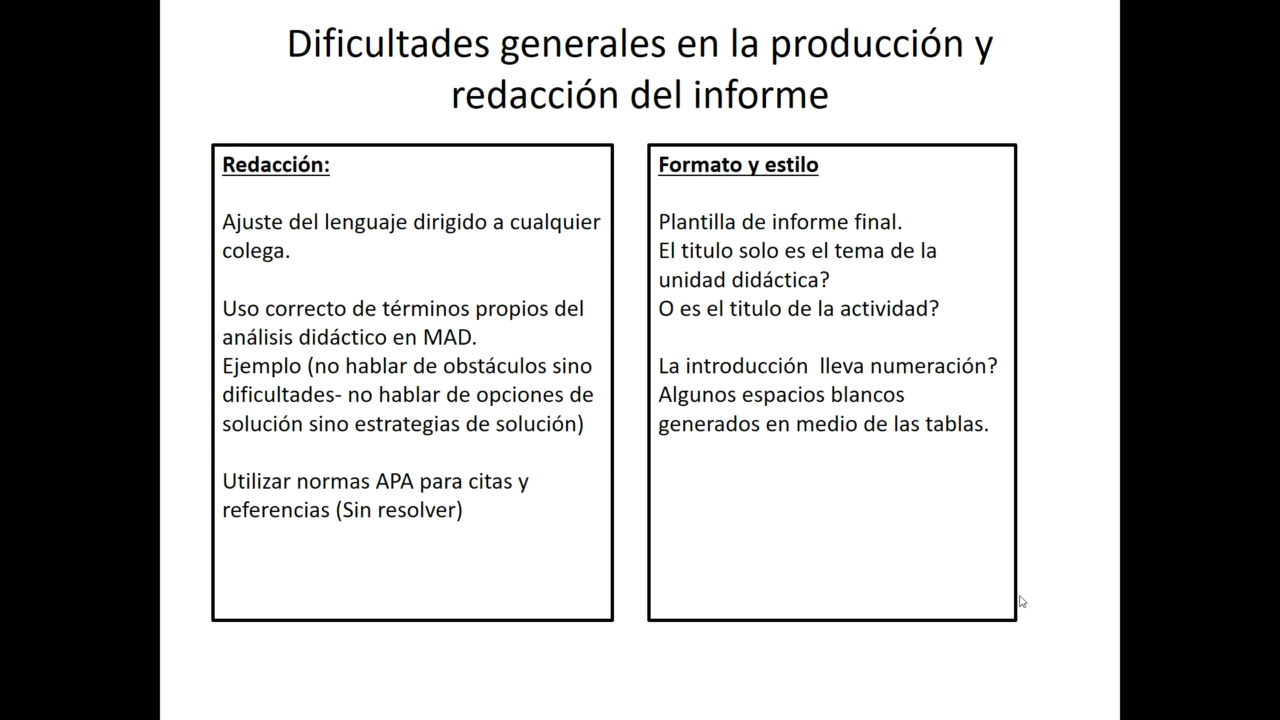 Dificultades generales en la producción y
redacción del informe
Redacción:
Ajuste del lenguaje dirigido a cualquier
colega.
Uso correcto de términos propios del
análisis didáctico en MAD.
Ejemplo (no hablar de obstáculos sino
dificultades- no hablar de opciones de
solución sino estrategias de solución)
Utilizar normas APA para citas y
referencias (Sin resolver)
Formato y estilo
Plantilla de informe final.
El titulo solo es el tema de la
unidad didáctica?
O es el titulo de la actividad?
La introducción  lleva numeración?
Algunos espacios blancos
generados en medio de las tablas.